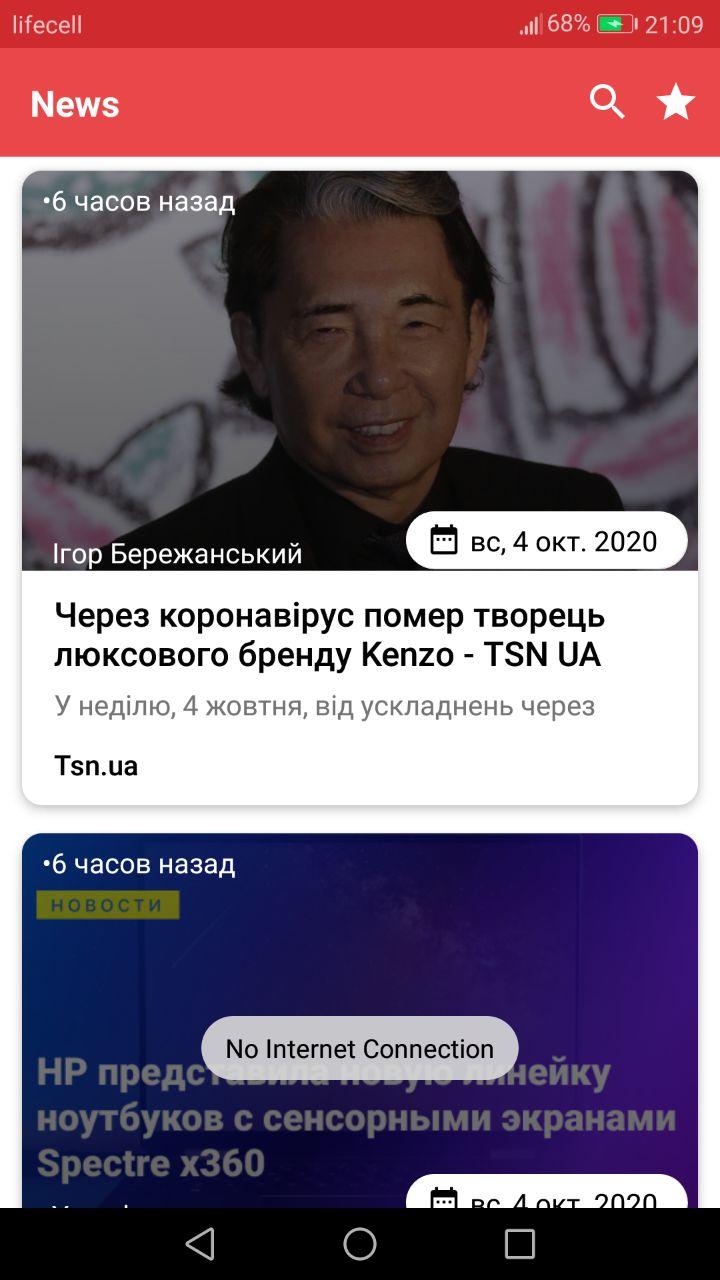 lifecell
68%
21:09
News
•6 часов назад
Ігор Бережанський
вс, 4 окт. 2020
Через коронавірус помер творець
люксового бренду Kenzo - TSN UA
У неділю, 4 жовтня, від ускладнень через
Tsn.ua
•6 часов назад
НОВОСТИ
No Internet Connection
HP представила новую линейку
ноутбуков с сенсорными экранами
Spectre x360
вс, 4 окт. 2020